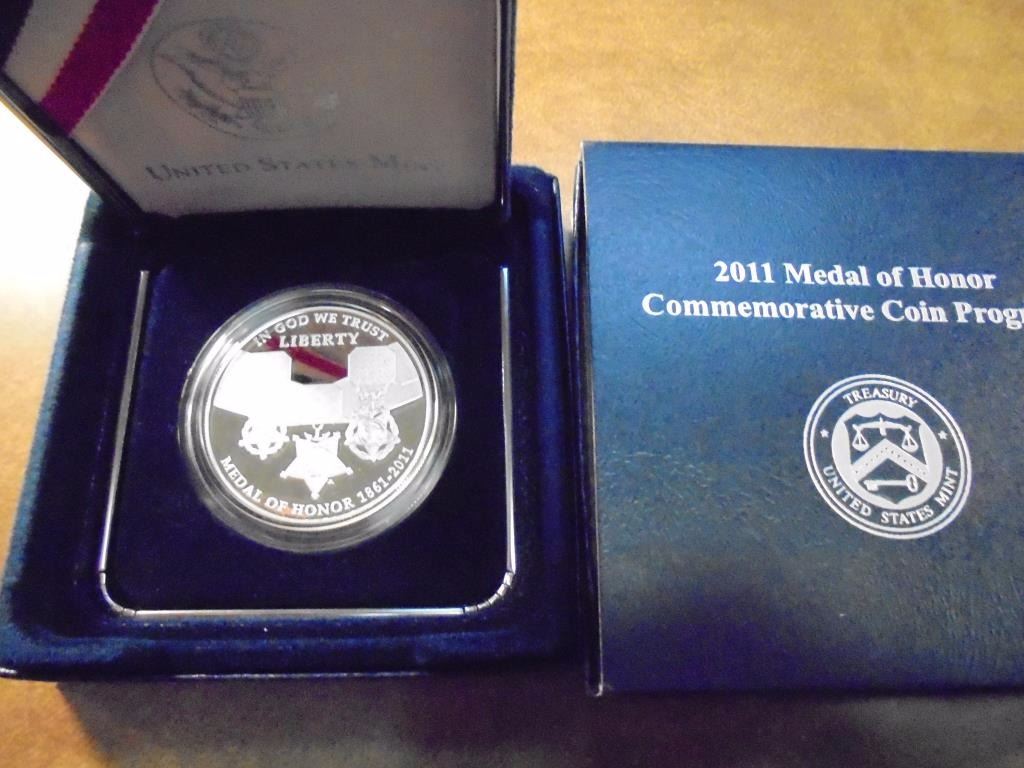 UNITED STATES MINT
IN GOD WE TRUST
LIBERTY
MEDAL OF HONOR 1861-2011
2011 Medal of Honor
Commemorative Coin Progr
TREASURY
UNITED STATES MINT